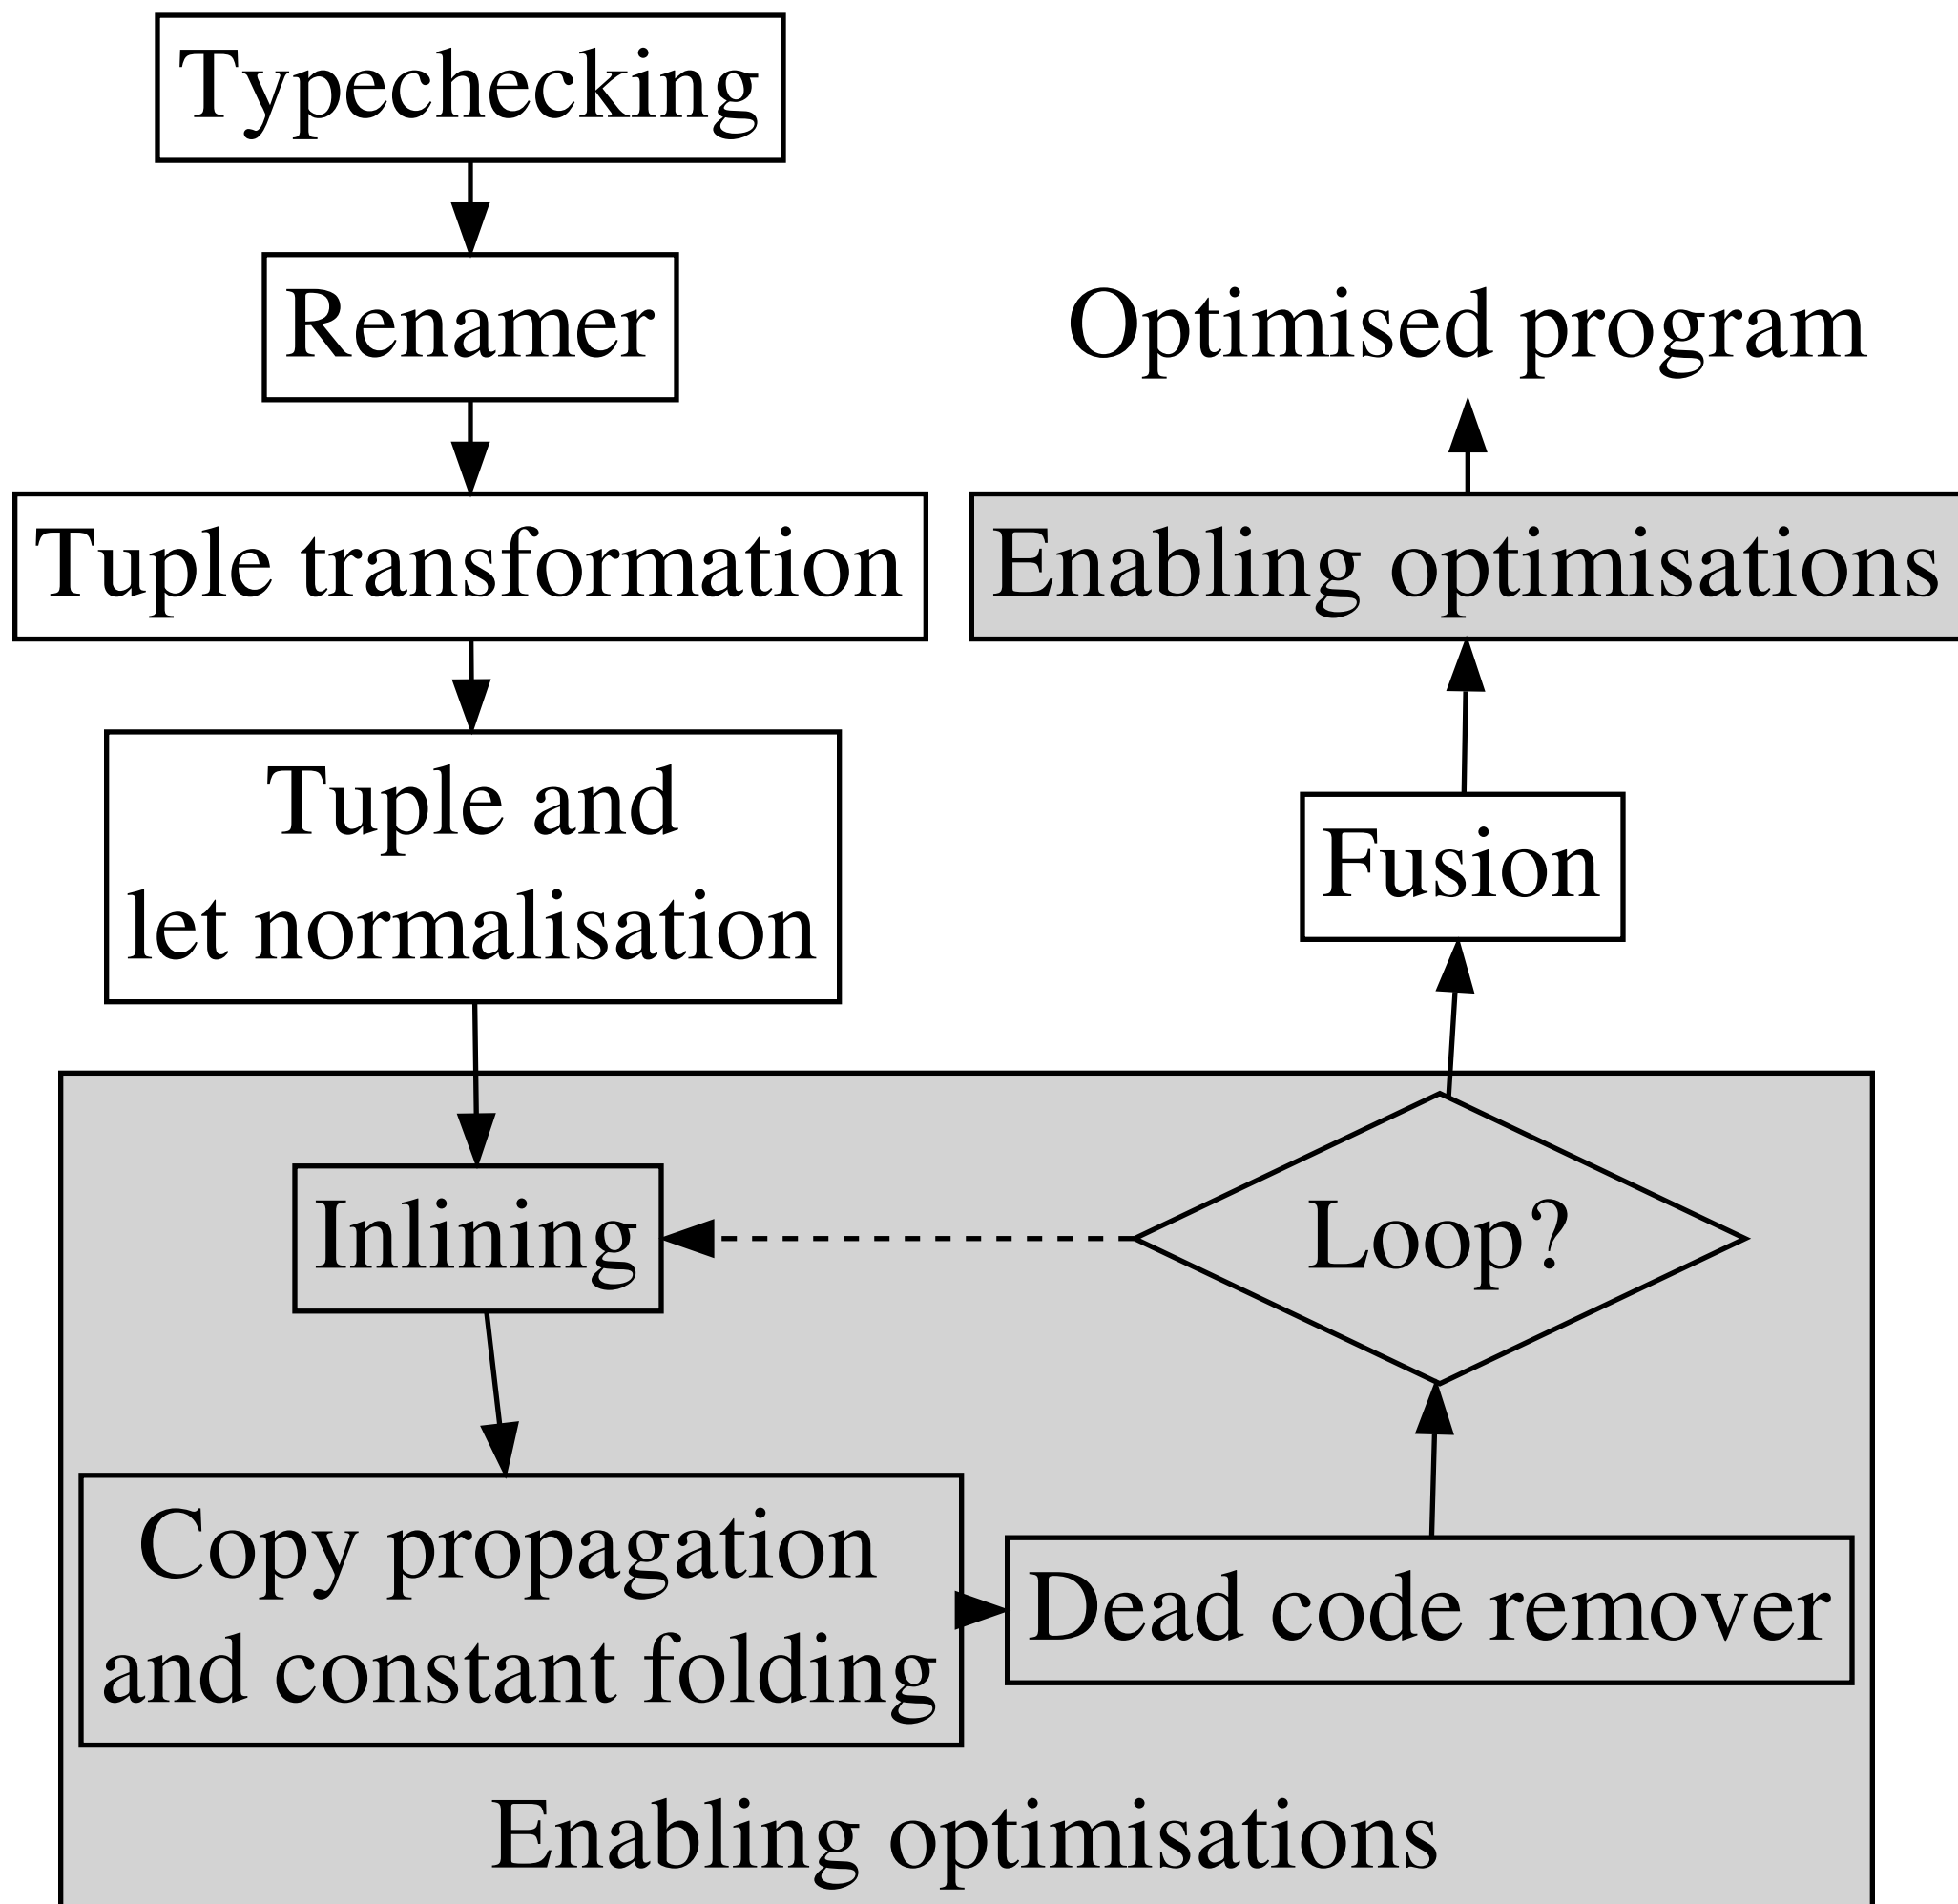 Typechecking
Renamer
Tuple transformation
Tuple and
let normalisation
Inlining
Copy propagation
and constant folding
Dead code remover
Loop?
Fusion
Enabling optimisations
Optimised program
Enabling optimisations